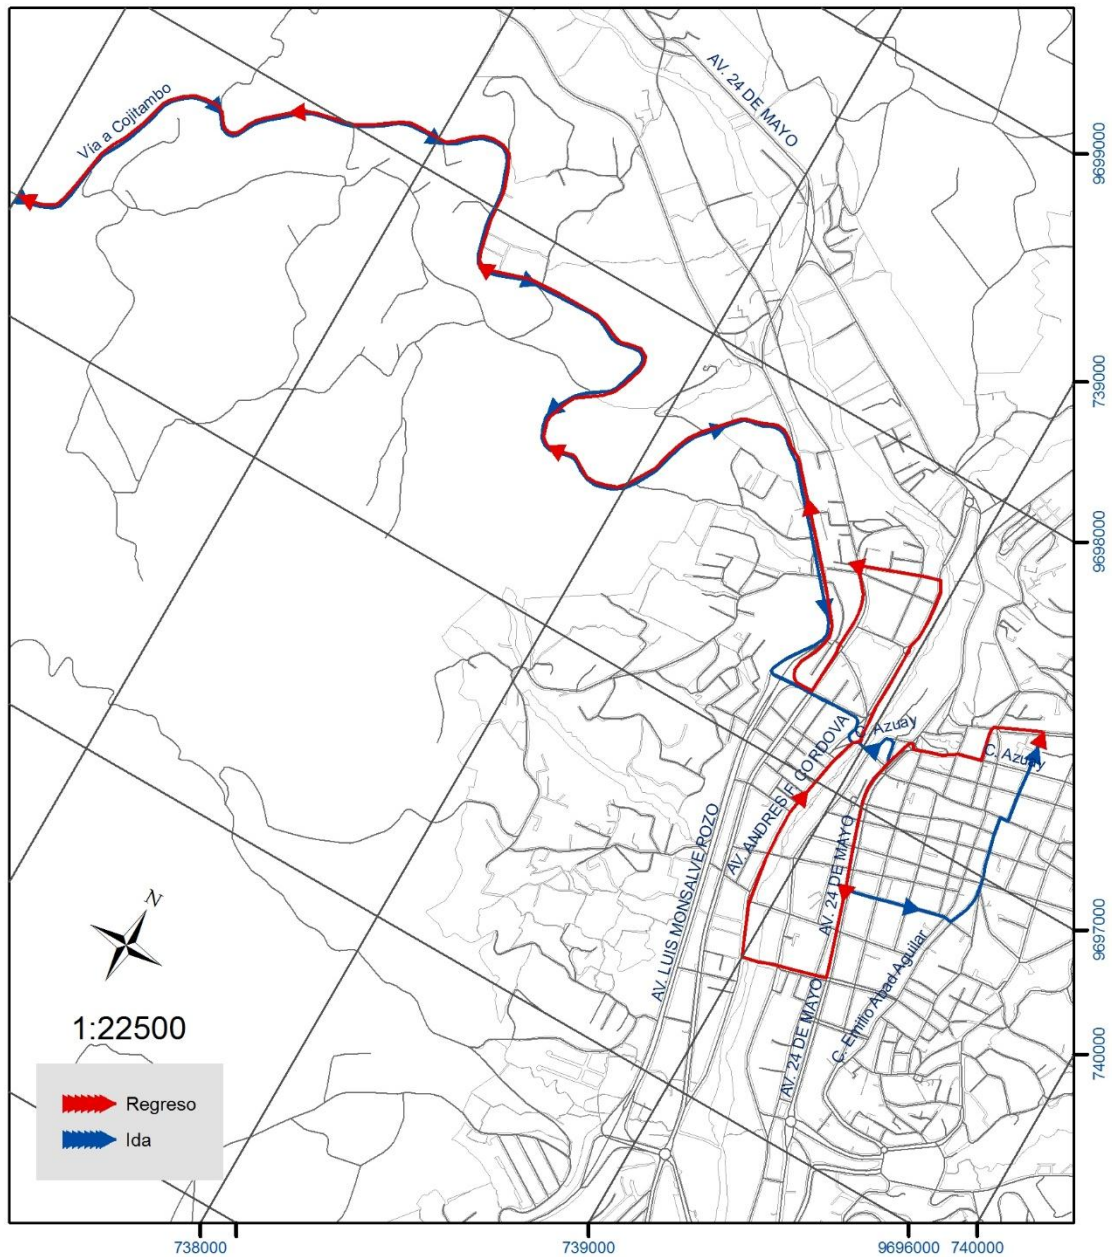 AV. 24 DE MAYO
Vía a Cojitambo
9699000
739000
9698000
C. Azuay
C. Azuay
AV. ANDRES F. CORDOVA
AV. LUIS MONSALVE POZO
AV. 24 DE MAYO
9697000
C. Emilio Abad Aguilar
AV. 24 DE MAYO
N
1:22500
740000
Regreso
Ida
738000
739000
9696000
740000